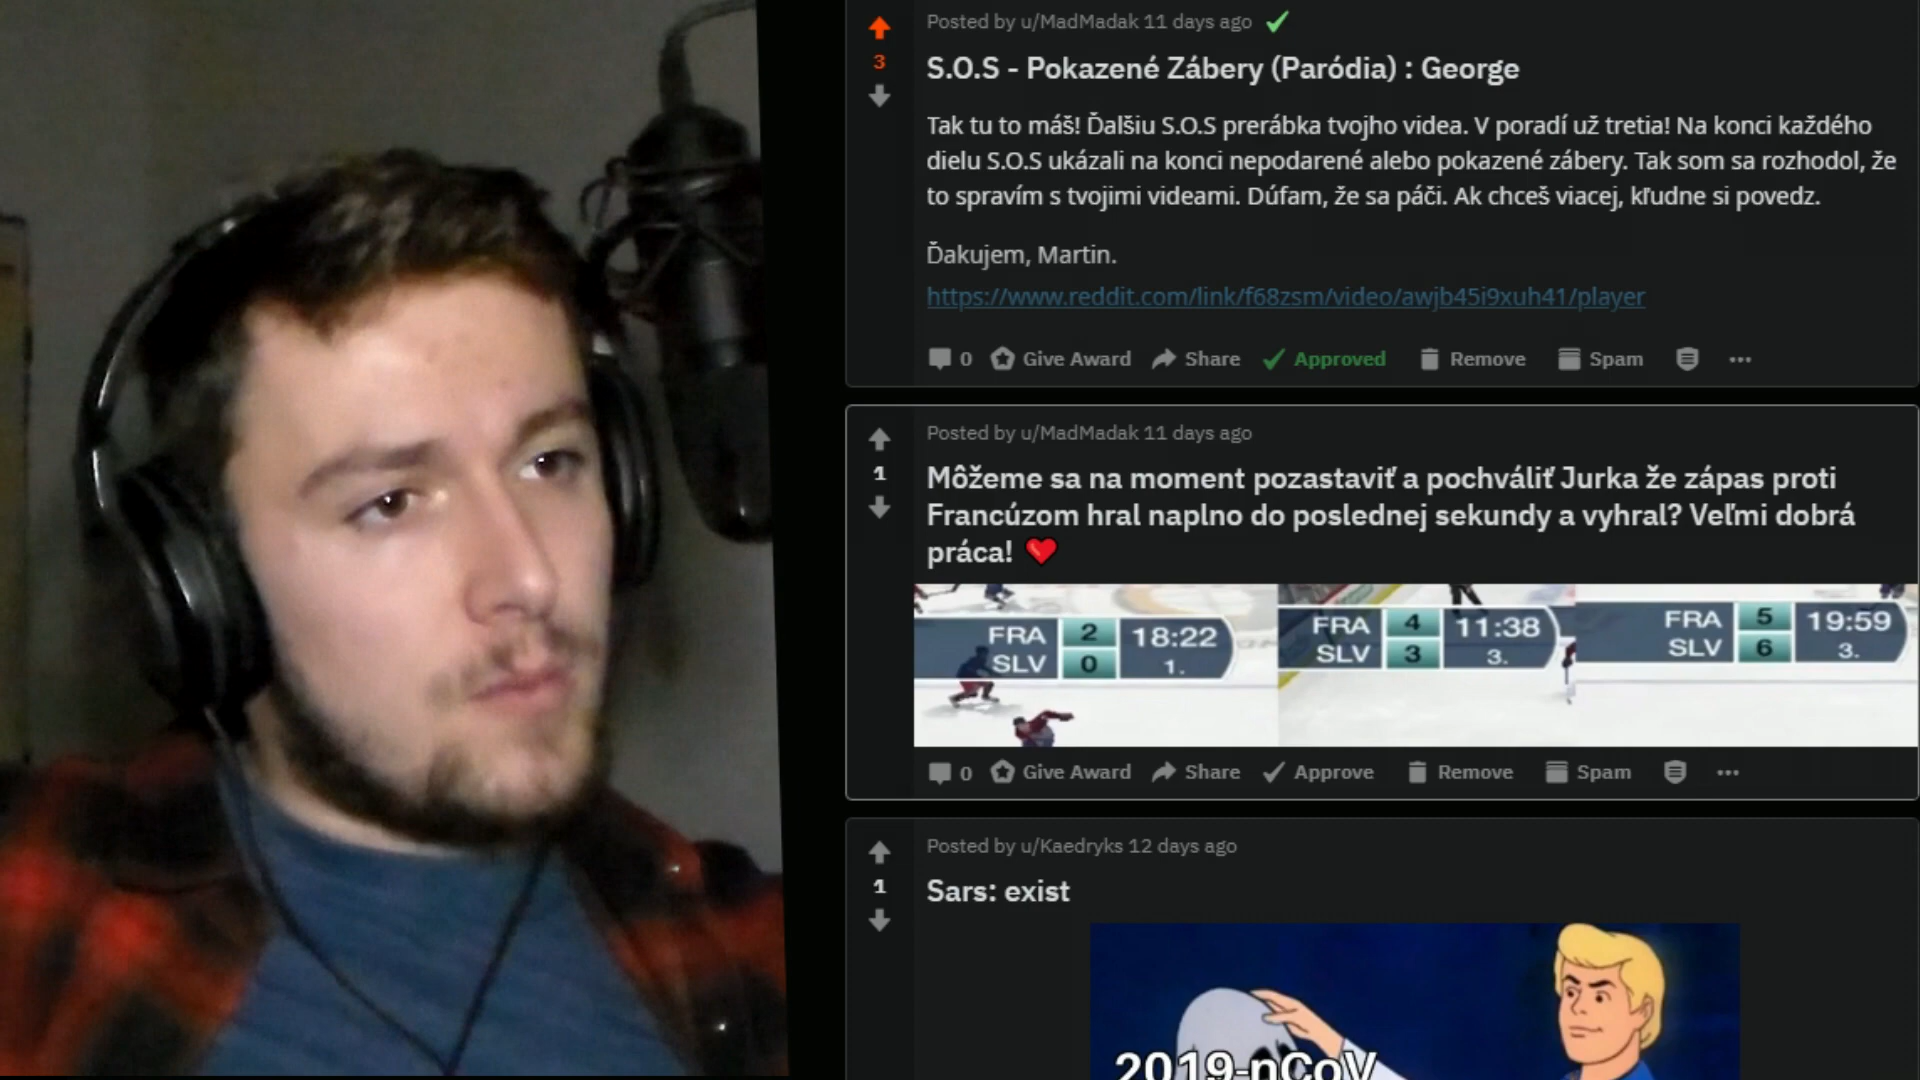 Posted by u/MadMadak 11 days ago
3
S.O.S - Pokazené Zábery (Paródia) : George
Tak tu to máš! Ďalšiu S.O.S prerábka tvojho videa. V poradí už tretia! Na konci každého
dielu S.O.S ukázali na konci nepodarené alebo pokazené zábery. Tak som sa rozhodol, že
to spravím s tvojimi videami. Dúfam, že sa páči. Ak chceš viacej, kľudne si povedz.
Ďakujem, Martin.
https://www.reddit.com/link/f68zsm/video/awjb45i9xuh41/player
0 Give Award Share Approved Remove Spam
Posted by u/MadMadak 11 days ago
1
Môžeme sa na moment pozastaviť a pochváliť Jurka že zápas proti
Francúzom hral naplno do poslednej sekundy a vyhral? Veľmi dobrá
práca! ❤️
FRA 2 18:22
SLV 0 1.
FRA 4 11:38
SLV 3 3.
FRA 5 19:59
SLV 6 3.
0 Give Award Share Approve Remove Spam
Posted by u/Kaedryks 12 days ago
1
Sars: exist
2019-nCoV